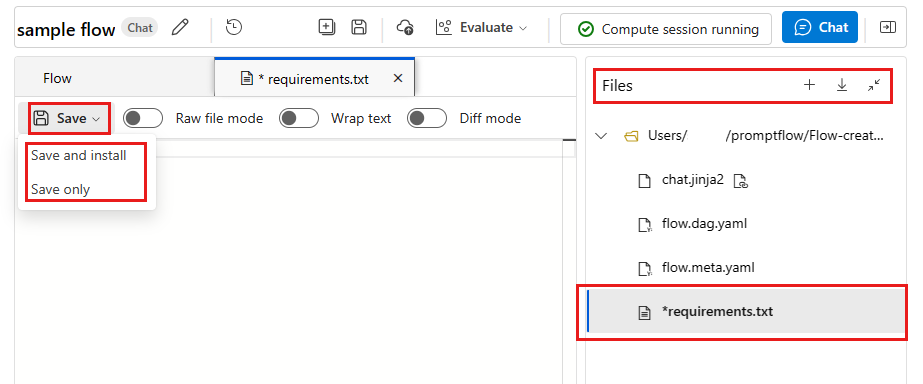 sample flow Chat Evaluate Compute session running Chat
Flow * requirements.txt
Files
Save Raw file mode Wrap text Diff mode
Save and install
Save only
Users/ /promptflow/Flow-creat...
chat.jinja2
flow.dag.yaml
flow.meta.yaml
*requirements.txt